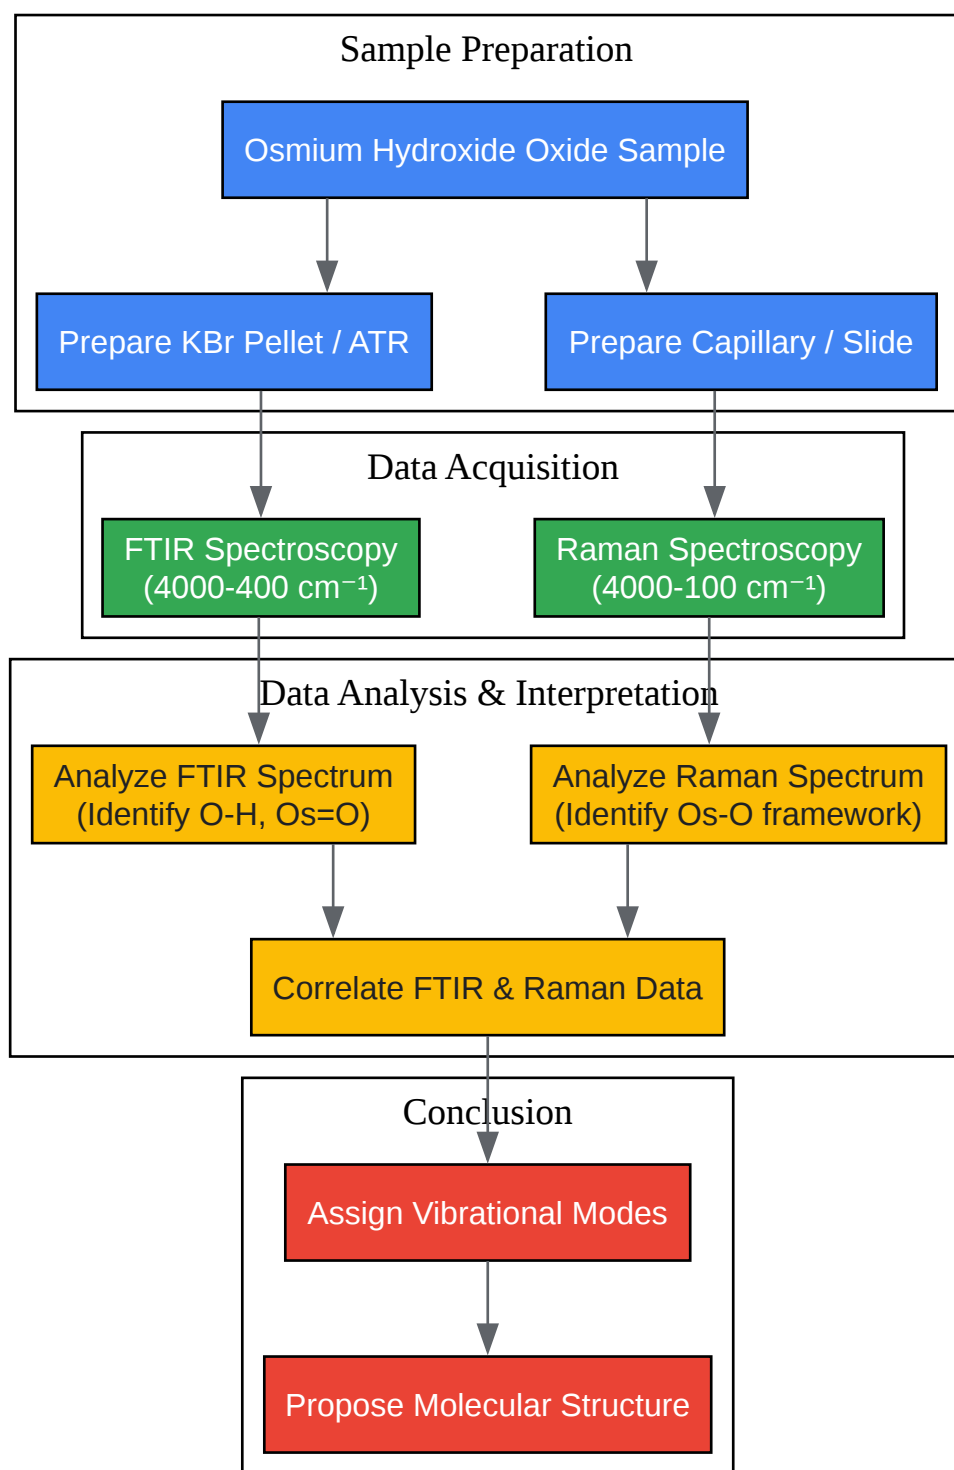 Sample Preparation
Osmium Hydroxide Oxide Sample
Prepare KBr Pellet / ATR
Prepare Capillary / Slide
Data Acquisition
FTIR Spectroscopy
(4000-400 cm⁻¹)
Raman Spectroscopy
(4000-100 cm⁻¹)
Data Analysis & Interpretation
Analyze FTIR Spectrum
(Identify O-H, Os=O)
Analyze Raman Spectrum
(Identify Os-O framework)
Correlate FTIR & Raman Data
Conclusion
Assign Vibrational Modes
Propose Molecular Structure